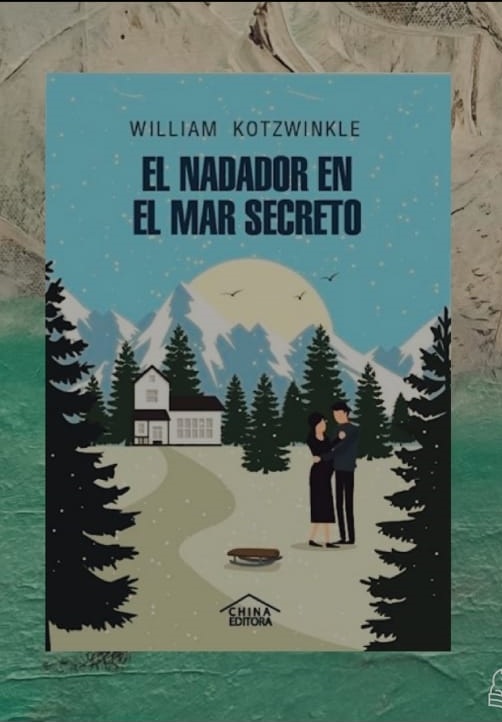 WILLIAM KOTZWINKLE
EL NADADOR EN
EL MAR SECRETO
CHINA
EDITORA